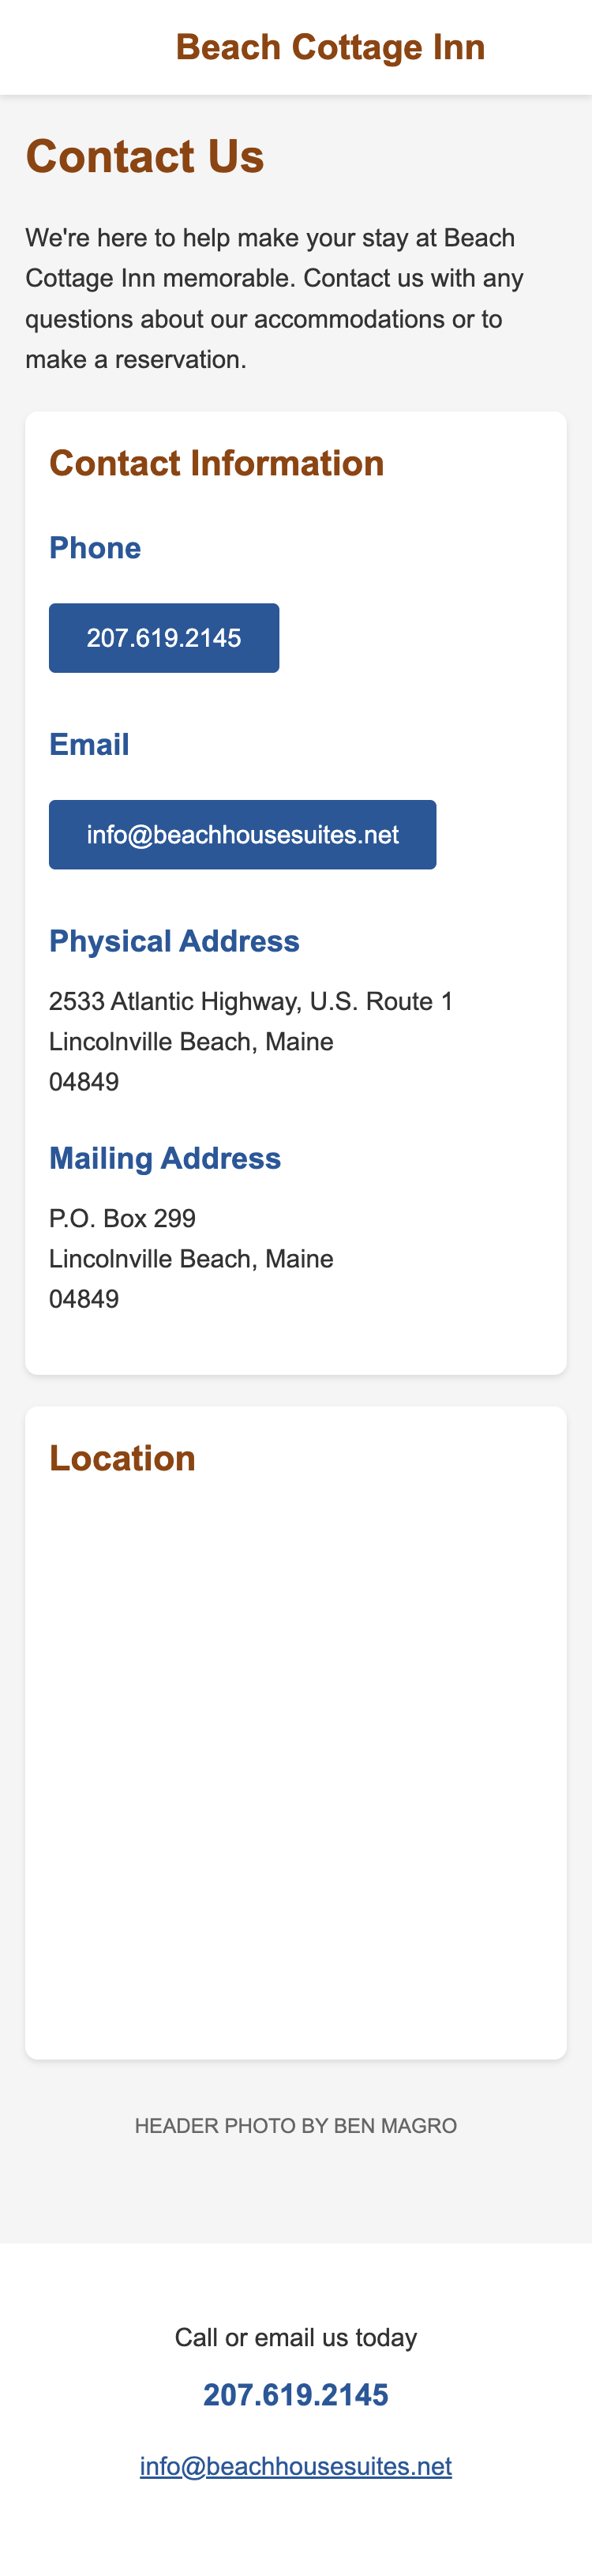 Beach Cottage Inn
Contact Us
We're here to help make your stay at Beach
Cottage Inn memorable. Contact us with any
questions about our accommodations or to
make a reservation.
Contact Information
Phone
207.619.2145
Email
info@beachhousesuites.net
Physical Address
2533 Atlantic Highway, U.S. Route 1
Lincolnville Beach, Maine
04849
Mailing Address
P.O. Box 299
Lincolnville Beach, Maine
04849
Location
HEADER PHOTO BY BEN MAGRO
Call or email us today
207.619.2145
info@beachhousesuites.net